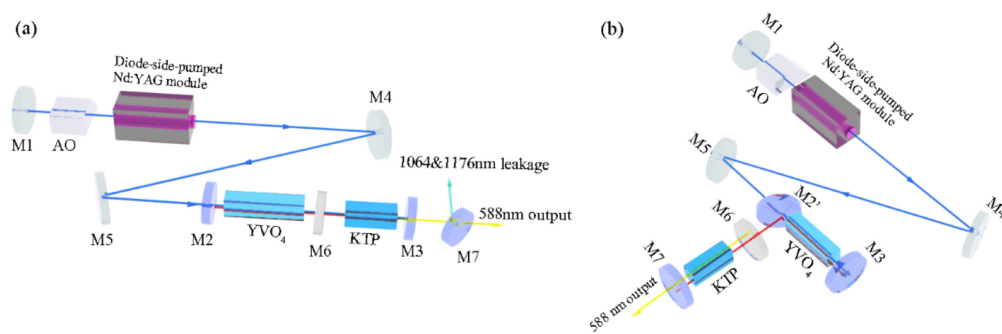 (a)
Diode-side-pumped
Nd:YAG module
M1
AO
M4
1064&1176nm leakage
588nm output
M5
M2
YVO4
M6
KTP
M3
M7
(b)
M1
Diode-side-pumped
Nd:YAG module
AO
M5
M4
M2'
M6
YVO4
M3
M7
KTP
588 nm output